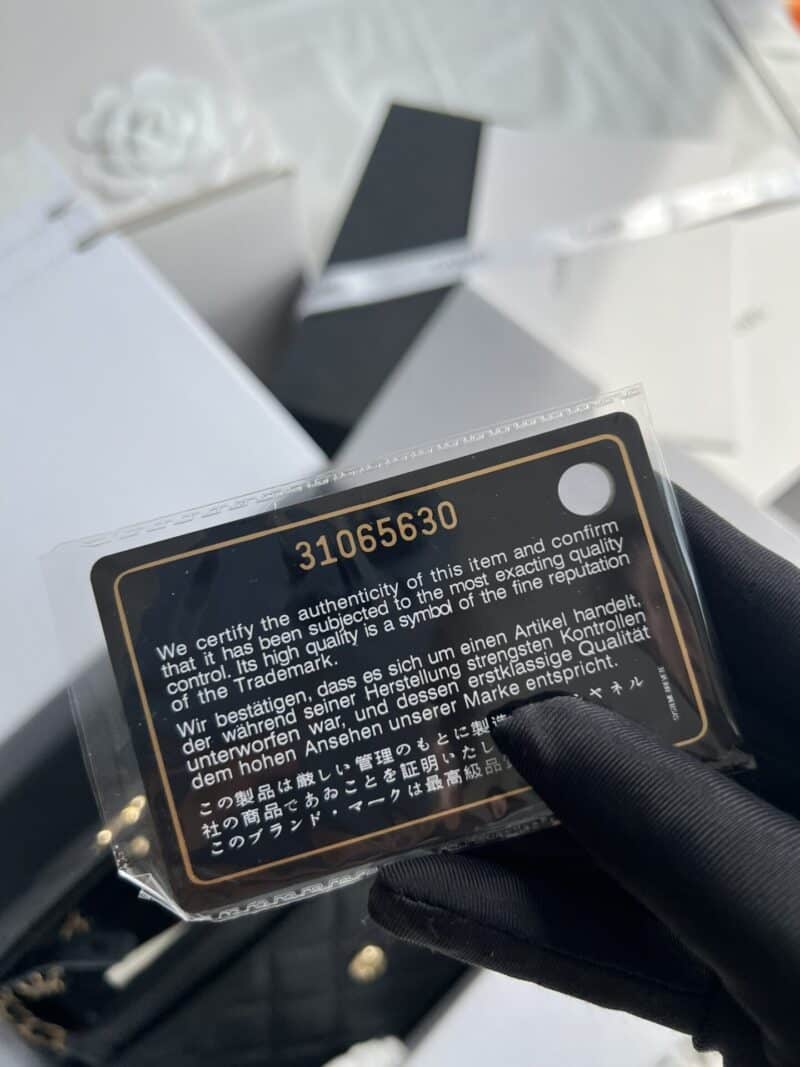 31065630
We certify the authenticity of this item and confirm
that it has been subjected to the most exacting quality
control. Its high quality is a symbol of the fine reputation
of the Trademark.
Wir bestätigen, dass es sich um einen Artikel handelt,
der während seiner Herstellung strengsten Kontrollen
unterworfen war, und dessen erstklassige Qualität
dem hohen Ansehen unserer Marke entspricht.
この製品は厳しい管理のもとに製造 ャネル
社の商品であゐことを証明いたし
このブランド・マークは最高級品